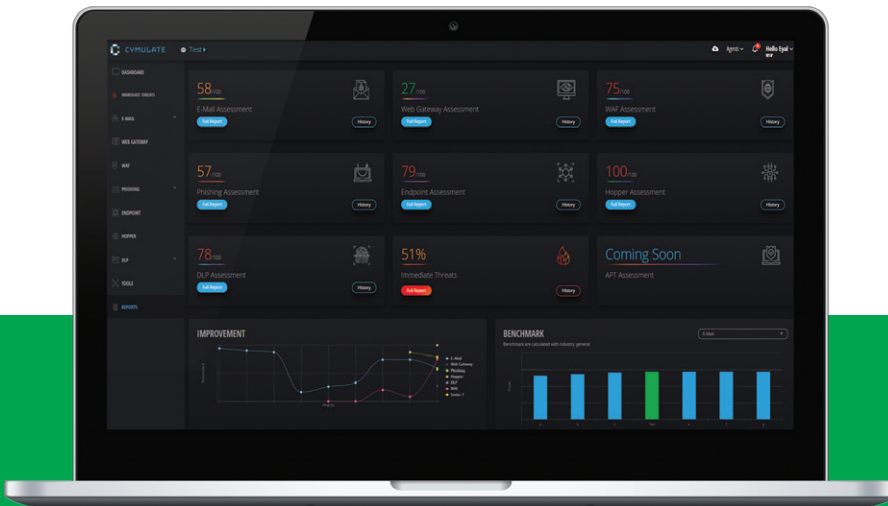 CYMULATE
Test
Agents
Hello Eyal
DASHBOARD
IMMEDIATE THREATS
E-MAIL
WEB GATEWAY
WAF
PHISHING
ENDPOINT
HOPPER
DLP
TOOLS
REPORTS
58/100
E-Mail Assessment
Full Report
History
27/100
Web Gateway Assessment
Full Report
History
75/100
WAF Assessment
Full Report
History
57/100
Phishing Assessment
Full Report
History
79/100
Endpoint Assessment
Full Report
History
100/100
Hopper Assessment
Full Report
History
78/100
DLP Assessment
Full Report
History
51%
Immediate Threats
Full Report
History
Coming Soon
APT Assessment
IMPROVEMENT
E-Mail
Web Gateway
Phishing
Hopper
DLP
WAF
Series 7
BENCHMARK
Benchmark are calculated with industry: general
E-Mail